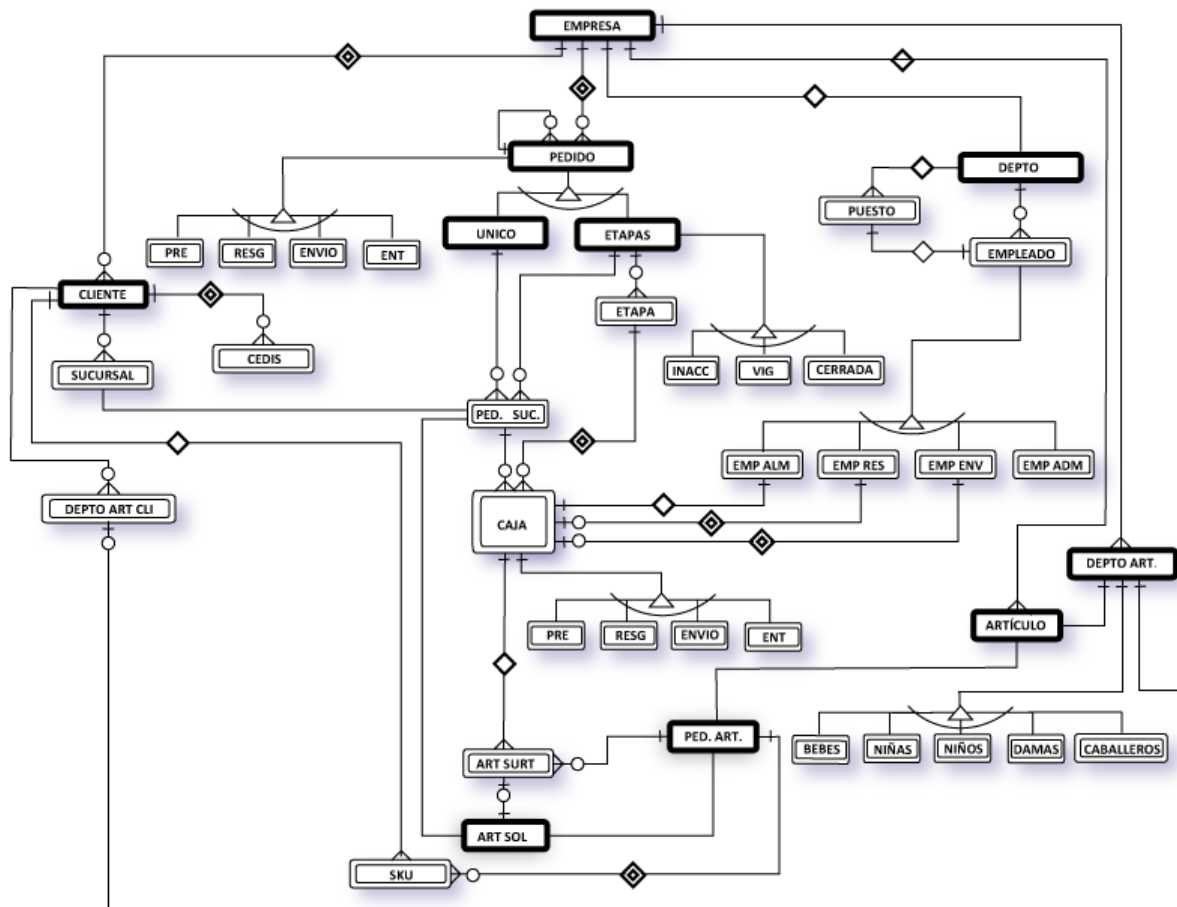 EMPRESA
PEDIDO
DEPTO
PUESTO
UNICO
ETAPAS
PRE
RESG
ENVIO
ENT
EMPLEADO
CLIENTE
ETAPA
CEDIS
SUCURSAL
INACC
VIG
CERRADA
PED. SUC.
EMP ALM
EMP RES
EMP ENV
EMP ADM
DEPTO ART CLI
CAJA
DEPTO ART.
ARTÍCULO
PRE
RESG
ENVIO
ENT
PED. ART.
BEBES
NIÑAS
NIÑOS
DAMAS
CABALLEROS
ART SURT
ART SOL
SKU